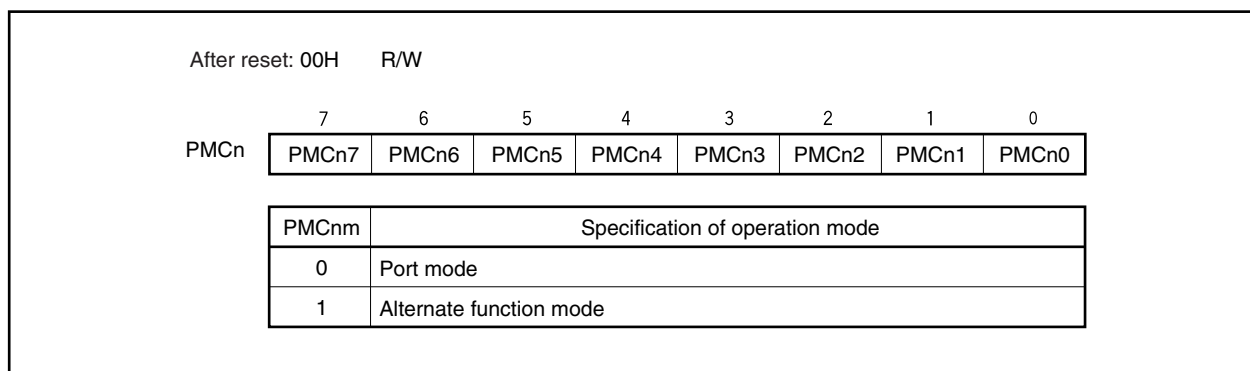 After reset: 00H R/W
7 6 5 4 3 2 1 0
PMCn PMCn7 PMCn6 PMCn5 PMCn4 PMCn3 PMCn2 PMCn1 PMCn0
PMCnm Specification of operation mode
0 Port mode
1 Alternate function mode